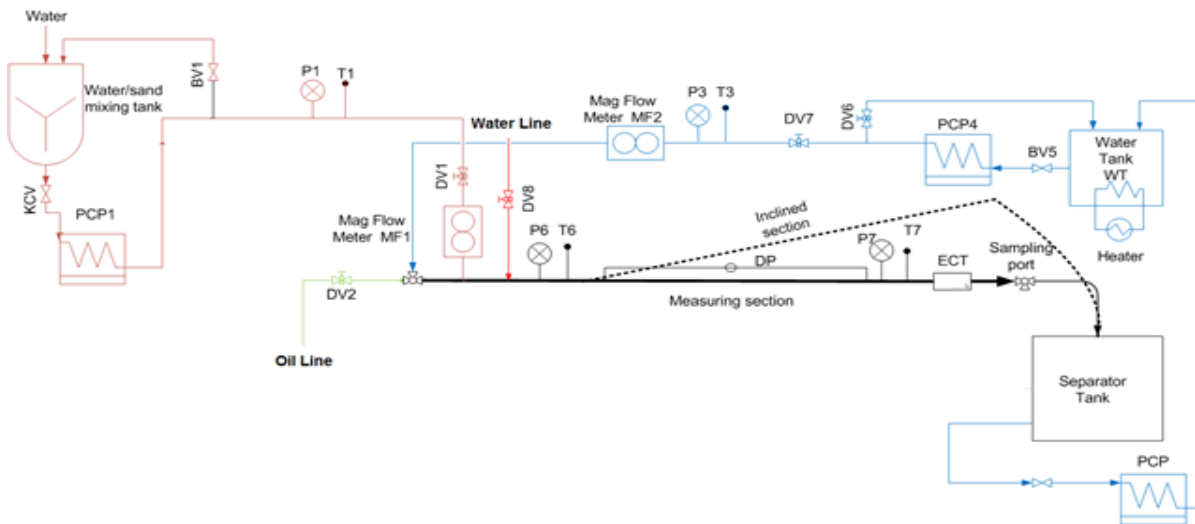 Water
Water/sand
mixing tank
BV1
P1
T1
KCV
PCP1
Water Line
Mag Flow
Meter MF2
P3
T3
DV7
DV6
PCP4
BV5
Water
Tank
WT
Heater
DV1
DV8
Mag Flow
Meter MF1
P6
T6
Inclined
section
DP
P7
T7
ECT
Sampling
port
DV2
Measuring section
Oil Line
Separator
Tank
PCP